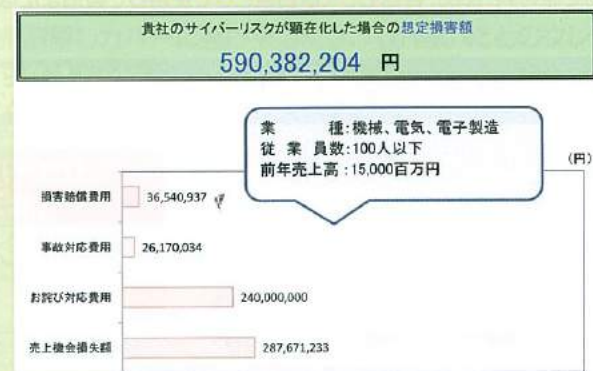 貴社のサイバーリスクが顕在化した場合の想定損害額
590,382,204 円
業　　種:機械、電気、電子製造
従 業 員数:100人以下
前年売上高:15,000百万円
(円)
損害賠償費用 36,540,937
事故対応費用 26,170,034
お詫び対応費用 240,000,000
売上機会損失額 287,671,233